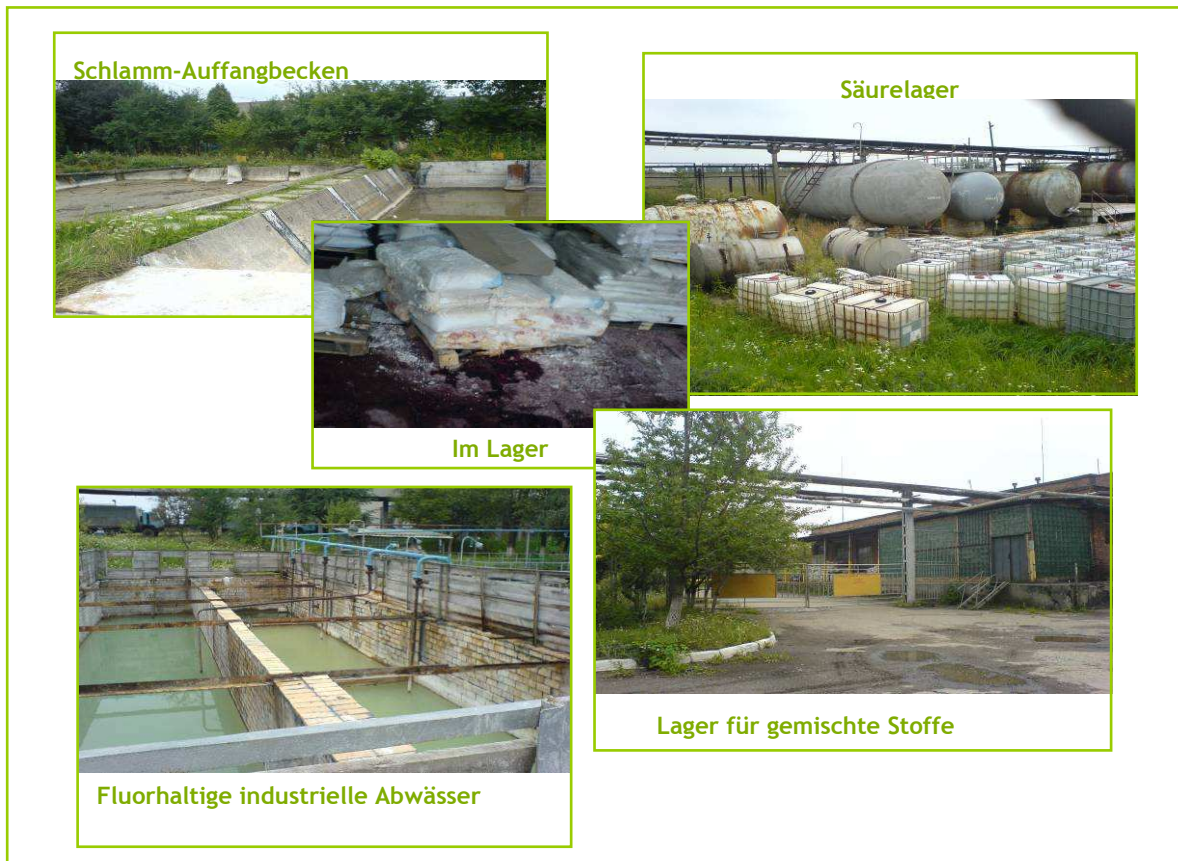 Schlamm-Auffangbecken
Säurelager
Im Lager
Lager für gemischte Stoffe
Fluorhaltige industrielle Abwässer